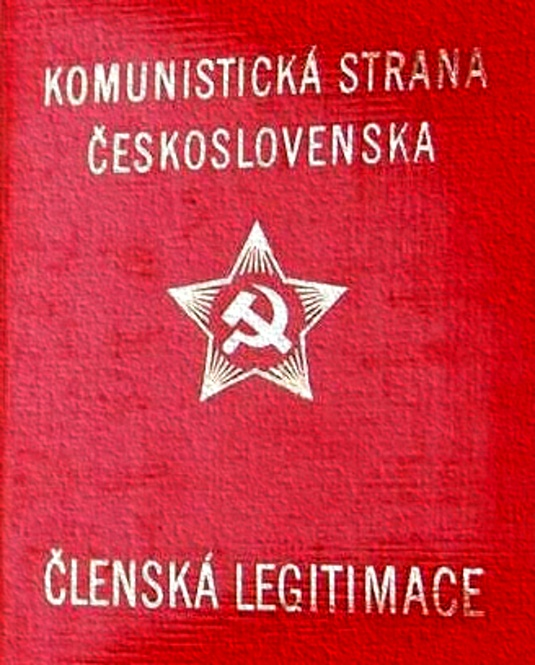 KOMUNISTICKÁ STRANA
ČESKOSLOVENSKA
ČLENSKÁ LEGITIMACE